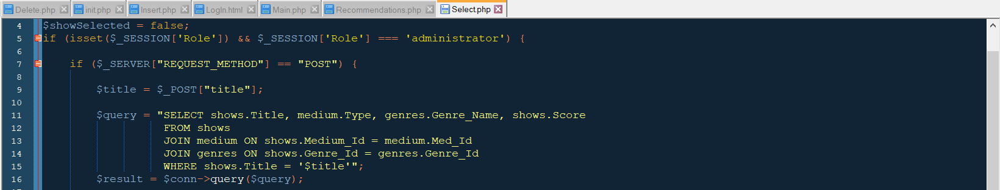 Delete.php init.php Insert.php LogIn.html Main.php Recommendations.php Select.php
4 $showSelected = false;
5 if (isset($_SESSION['Role']) && $_SESSION['Role'] === 'administrator') {
6
7 if ($_SERVER["REQUEST_METHOD"] == "POST") {
8
9 $title = $_POST["title"];
10
11 $query = "SELECT shows.Title, medium.Type, genres.Genre_Name, shows.Score
12 FROM shows
13 JOIN medium ON shows.Medium_Id = medium.Med_Id
14 JOIN genres ON shows.Genre_Id = genres.Genre_Id
15 WHERE shows.Title = '$title'";
16 $result = $conn->query($query);